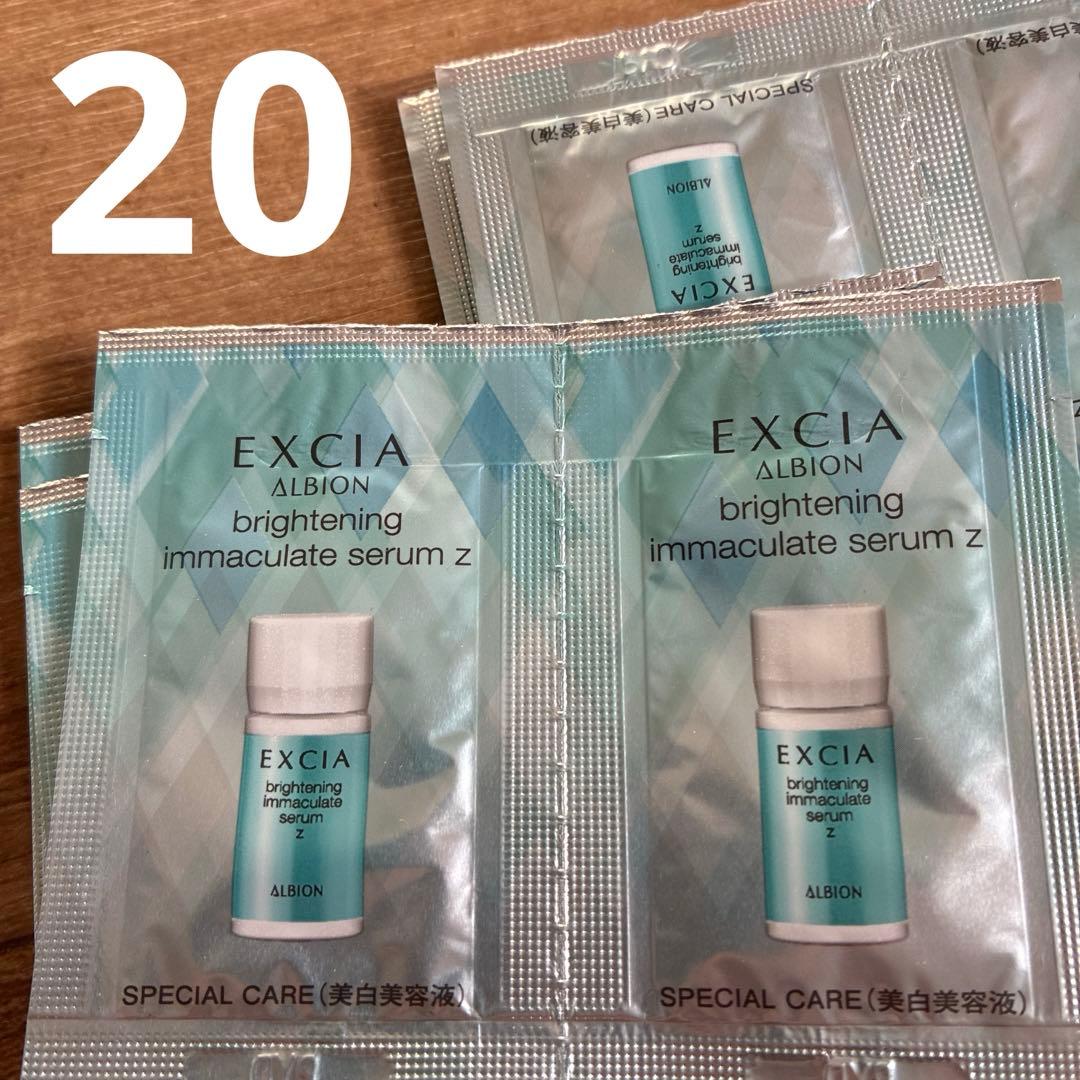 20
SPECIAL CARE(美白美容液)
ALBION
EXCIA
brightening
immaculate
serum
z
EXCIA
ALBION
brightening
immaculate serum z
EXCIA
brightening
immaculate
serum
z
ALBION
SPECIAL CARE(美白美容液)
EXCIA
ALBION
brightening
immaculate serum z
EXCIA
brightening
immaculate
serum
z
ALBION
SPECIAL CARE(美白美容液)